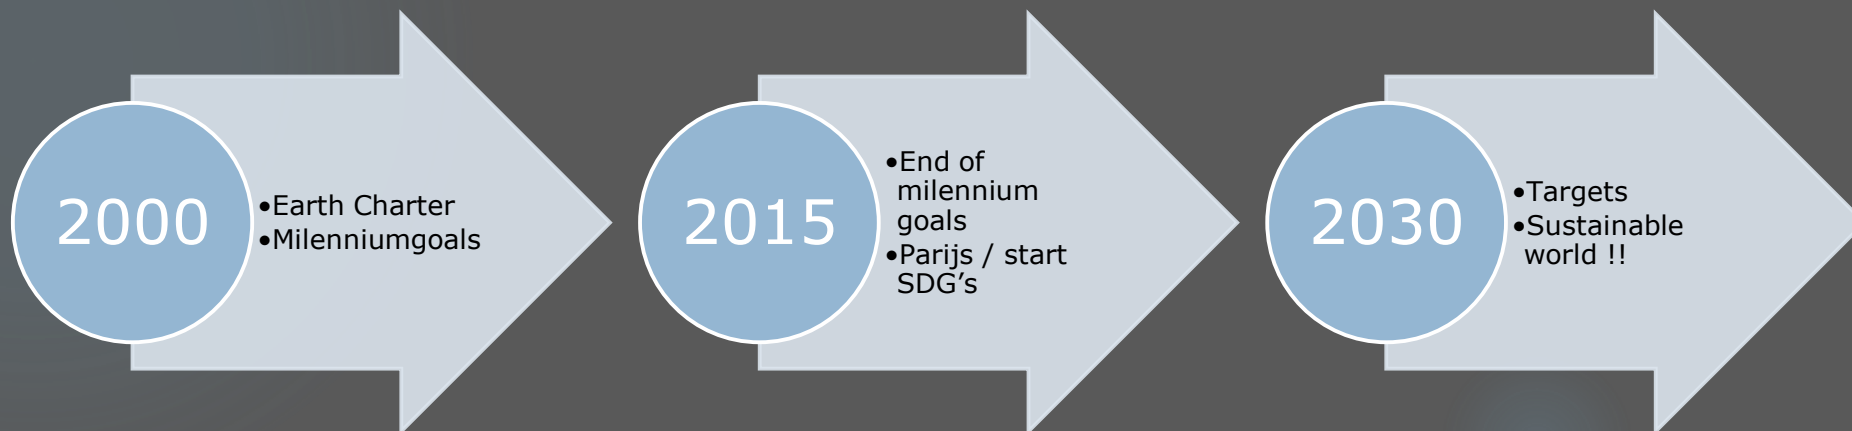 2000
•Earth Charter
•Milenniumgoals
2015
•End of
milennium
goals
•Parijs / start
SDG’s
2030
•Targets
•Sustainable
world !!